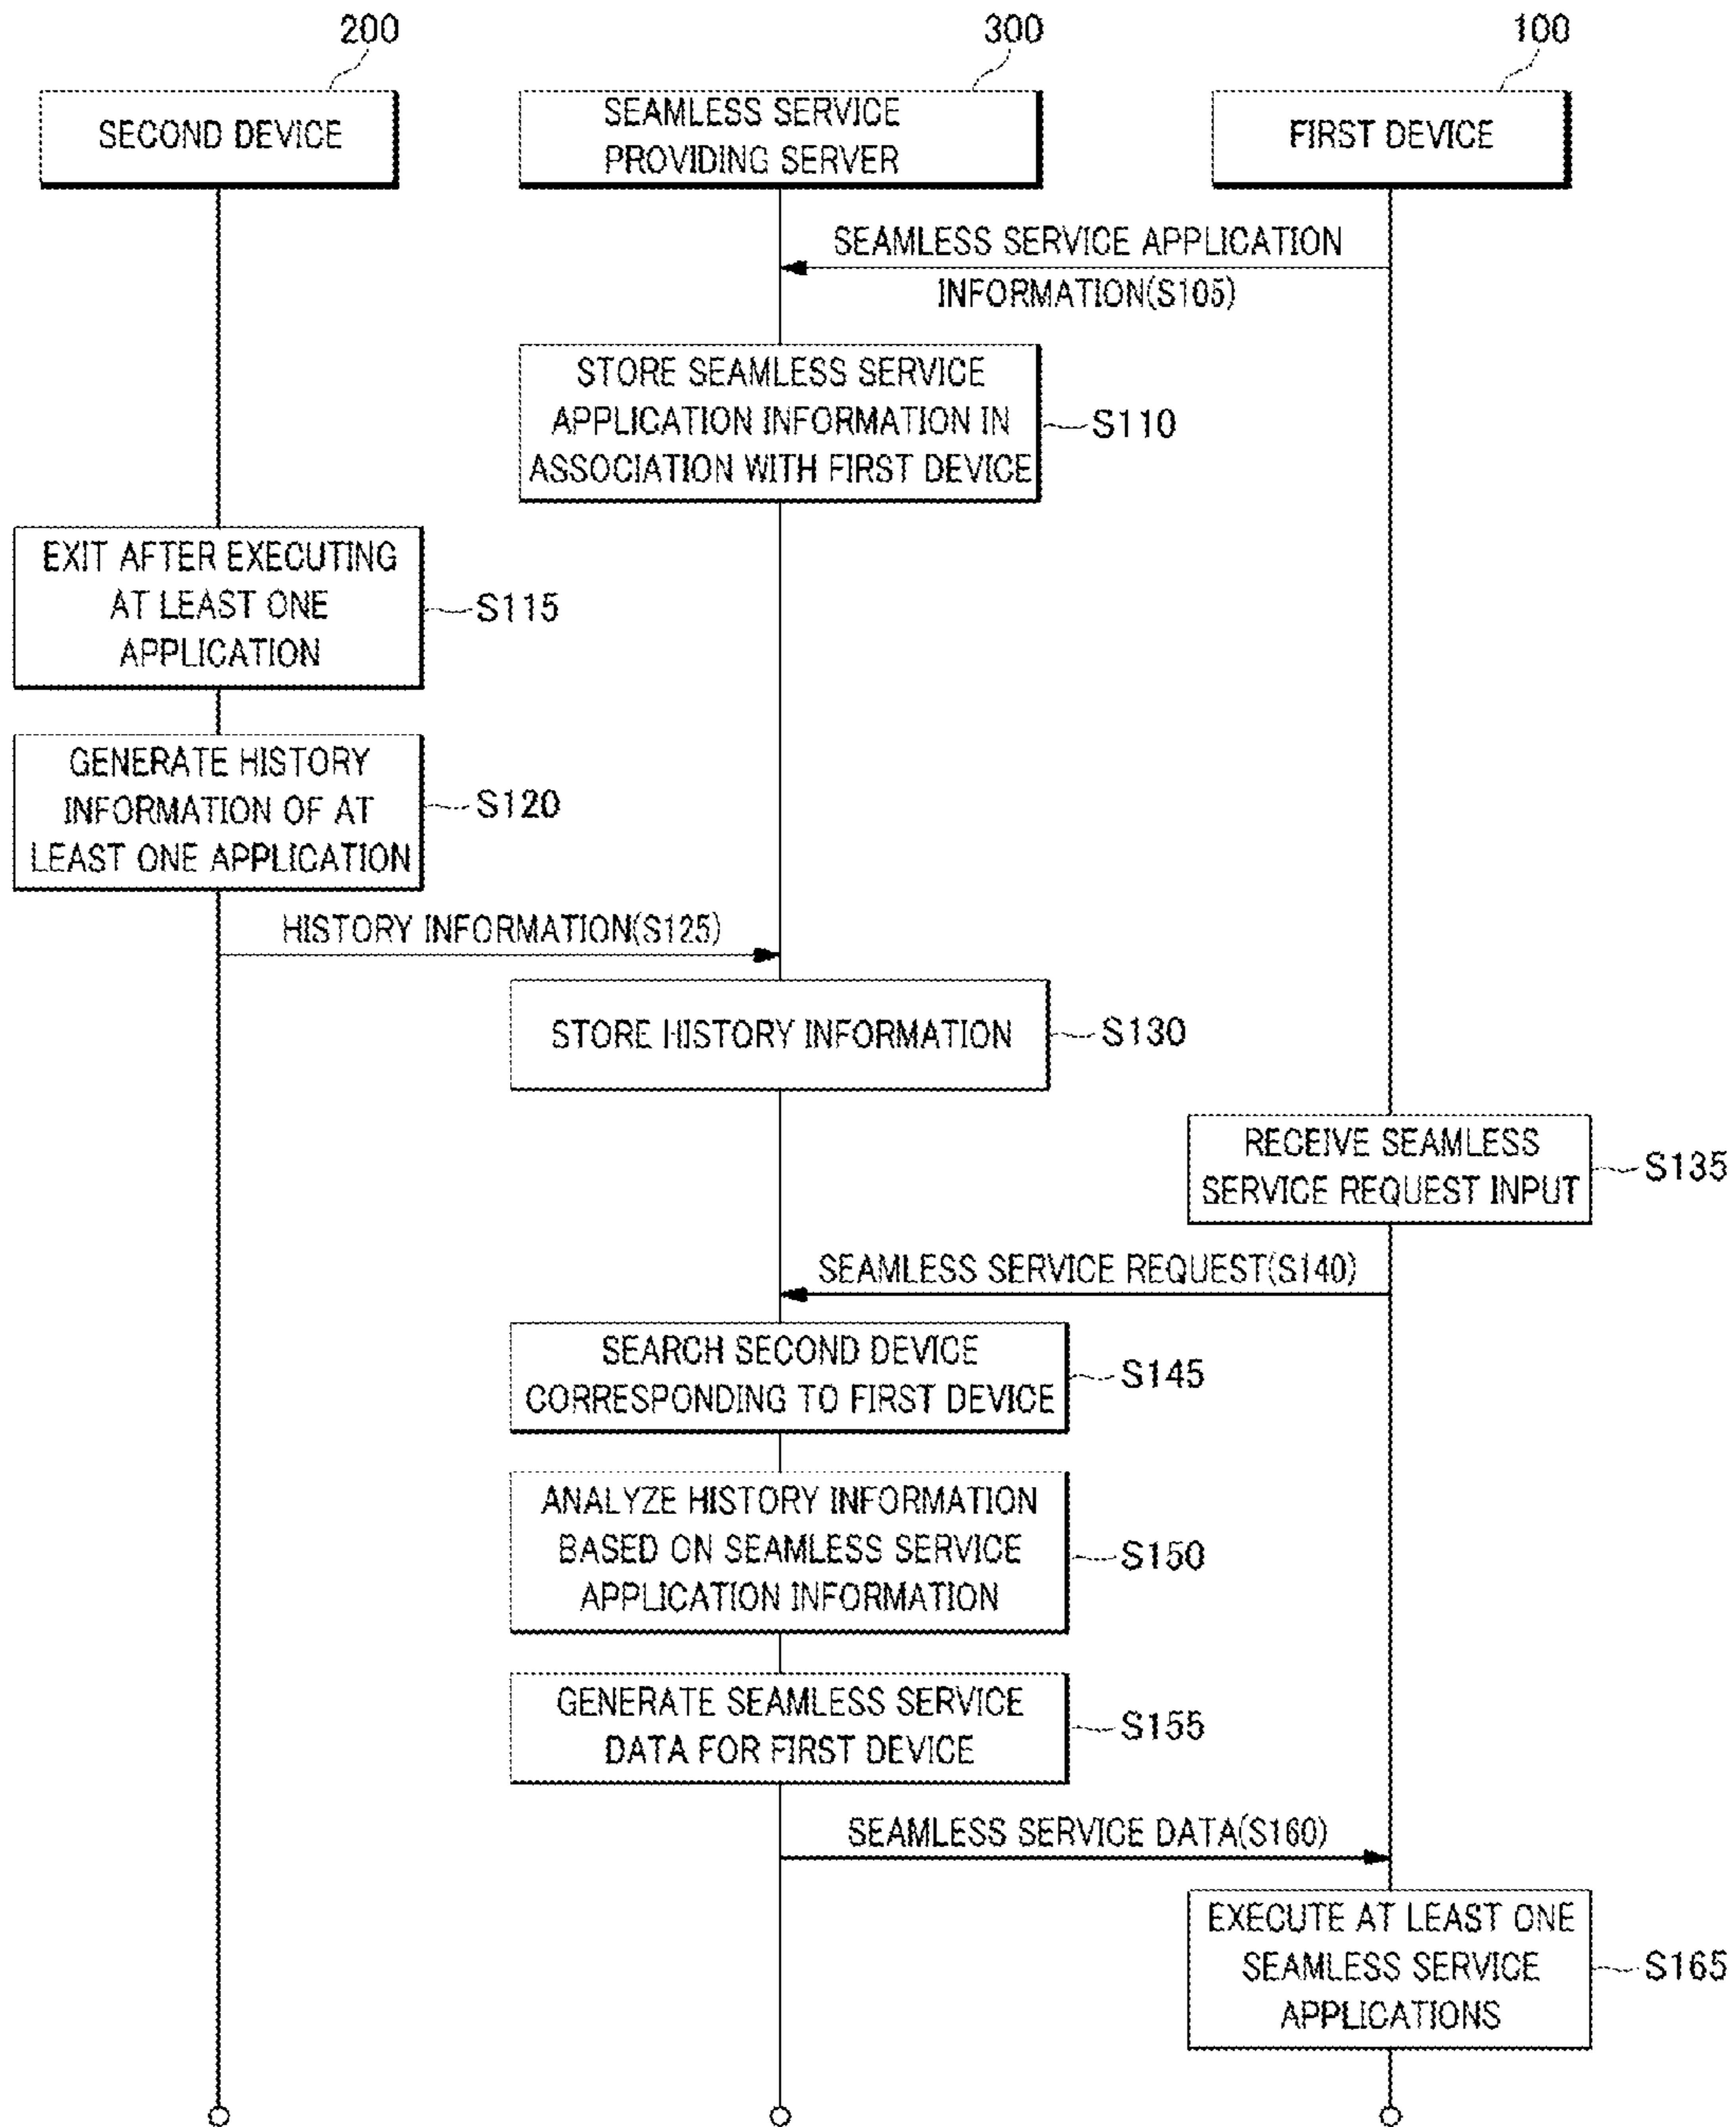 200
300
100
SECOND DEVICE
SEAMLESS SERVICE
PROVIDING SERVER
FIRST DEVICE
SEAMLESS SERVICE APPLICATION
INFORMATION(S105)
STORE SEAMLESS SERVICE
APPLICATION INFORMATION IN
ASSOCIATION WITH FIRST DEVICE
S110
EXIT AFTER EXECUTING
AT LEAST ONE
APPLICATION
S115
GENERATE HISTORY
INFORMATION OF AT
LEAST ONE APPLICATION
S120
HISTORY INFORMATION(S125)
STORE HISTORY INFORMATION
S130
RECEIVE SEAMLESS
SERVICE REQUEST INPUT
S135
SEAMLESS SERVICE REQUEST(S140)
SEARCH SECOND DEVICE
CORRESPONDING TO FIRST DEVICE
S145
ANALYZE HISTORY INFORMATION
BASED ON SEAMLESS SERVICE
APPLICATION INFORMATION
S150
GENERATE SEAMLESS SERVICE
DATA FOR FIRST DEVICE
S155
SEAMLESS SERVICE DATA(S160)
EXECUTE AT LEAST ONE
SEAMLESS SERVICE
APPLICATIONS
S165